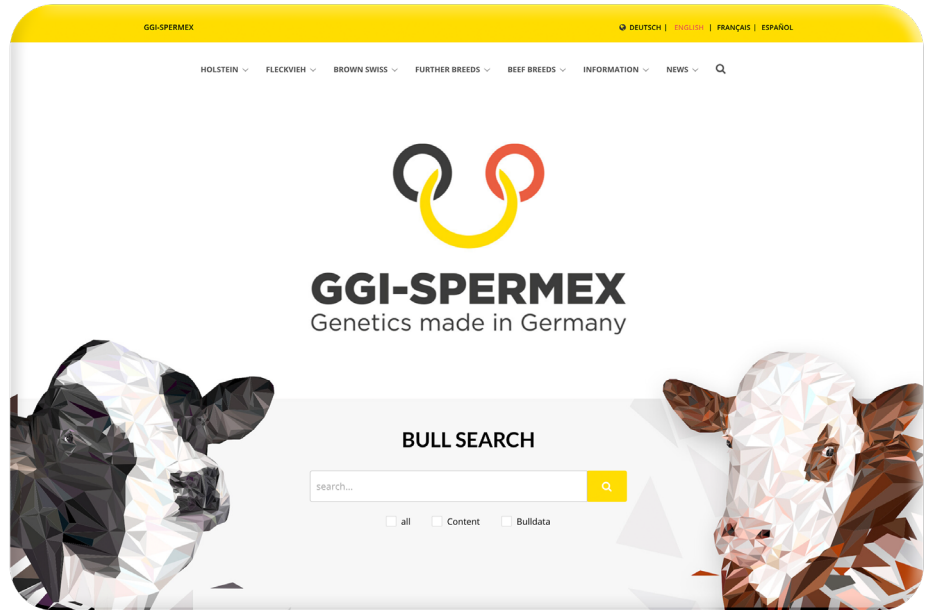 GGI-SPERMEX
DEUTSCH | ENGLISH | FRANÇAIS | ESPAÑOL
HOLSTEIN FLECKVIEH BROWN SWISS FURTHER BREEDS BEEF BREEDS INFORMATION NEWS
GGI-SPERMEX
Genetics made in Germany
BULL SEARCH
search...
all Content Bulldata